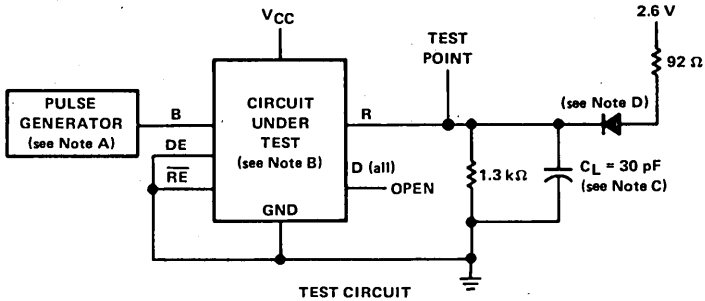 VCC
2.6 V
TEST
POINT
92 Ω
PULSE
GENERATOR
(see Note A)
B
CIRCUIT
UNDER
TEST
(see Note B)
R
(see Note D)
DE
RE
D (all)
OPEN
1.3 kΩ
CL = 30 pF
(see Note C)
GND
TEST CIRCUIT